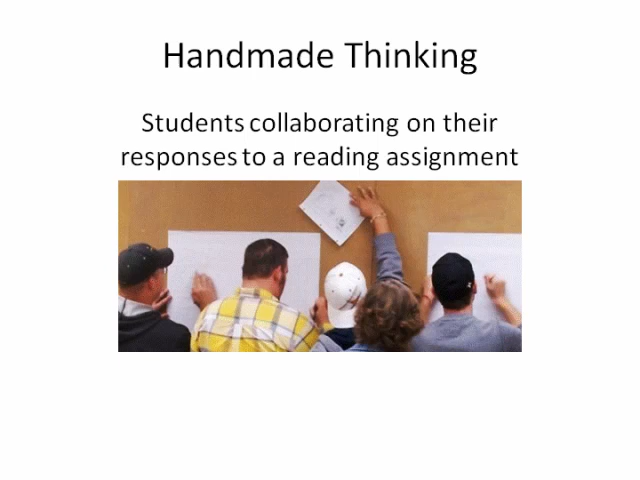 Handmade Thinking
Students collaborating on their
responses to a reading assignment